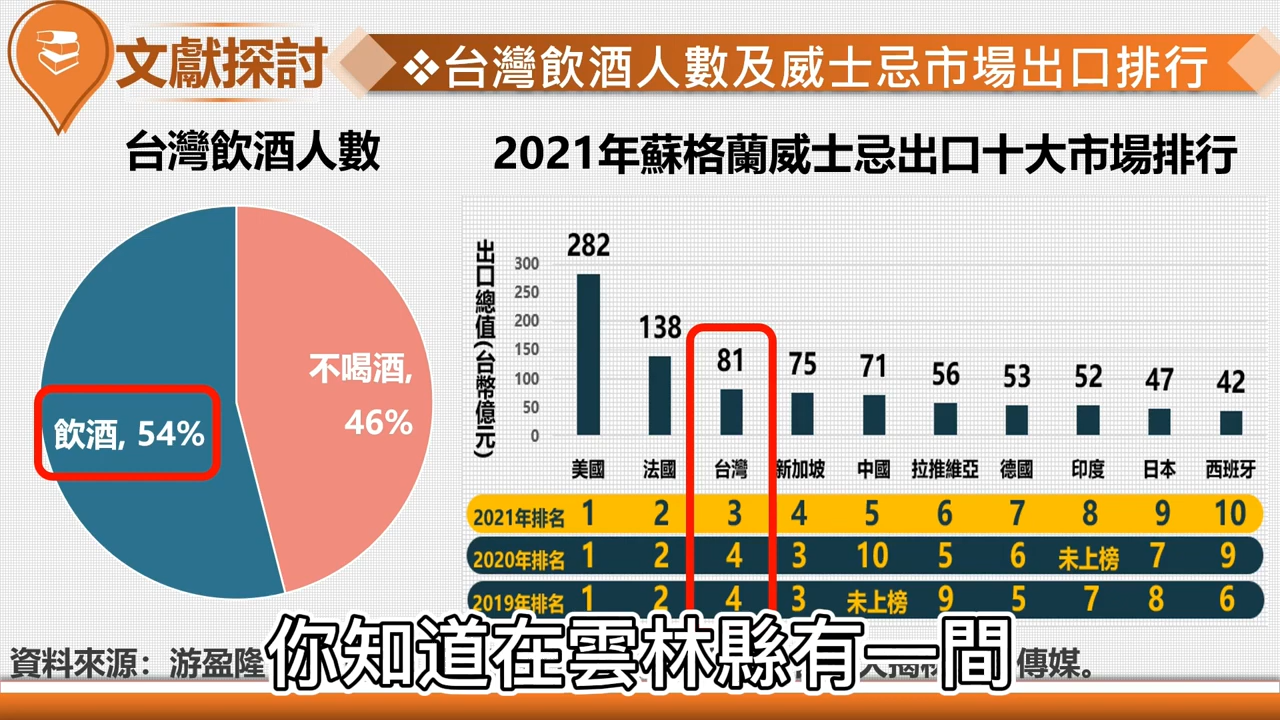 文獻探討
❖台灣飲酒人數及威士忌市場出口排行
台灣飲酒人數
不喝酒,
46%
飲酒, 54%
2021年蘇格蘭威士忌出口十大市場排行
出口總值(台幣億元)
300
250
200
150
100
50
0
282 138 81 75 71 56 53 52 47 42
美國 法國 台灣 新加坡 中國 拉推維亞 德國 印度 日本 西班牙
2021年排名 1 2 3 4 5 6 7 8 9 10
2020年排名 1 2 4 3 10 5 6 未上榜 7 9
2019年排名 1 2 4 3 未上榜 9 5 7 8 6
資料來源：游盈隆
傳媒。
你知道在雲林縣有一間